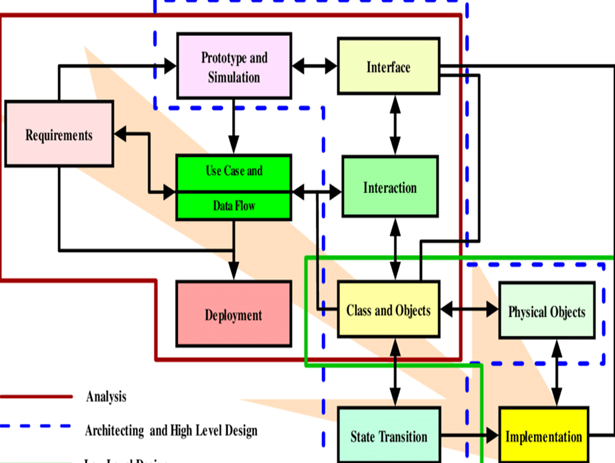 Prototype and
Simulation
Interface
Requirements
Use Case and
Data Flow
Interaction
Deployment
Class and Objects
Physical Objects
Analysis
Architecting and High Level Design
State Transition
Implementation